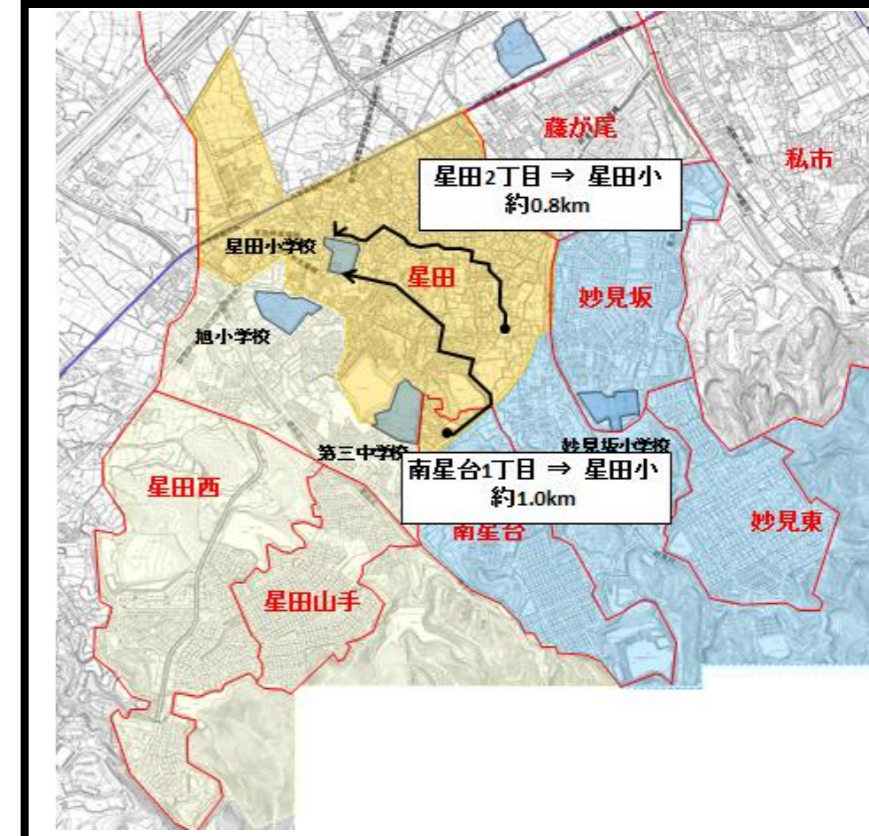 藤が尾
私市
星田2丁目 ⇒ 星田小
約0.8km
星田小学校
星田
妙見坂
旭小学校
第三中学校
妙見坂小学校
南星台1丁目 ⇒ 星田小
約1.0km
星田西
南星台
妙見東
星田山手